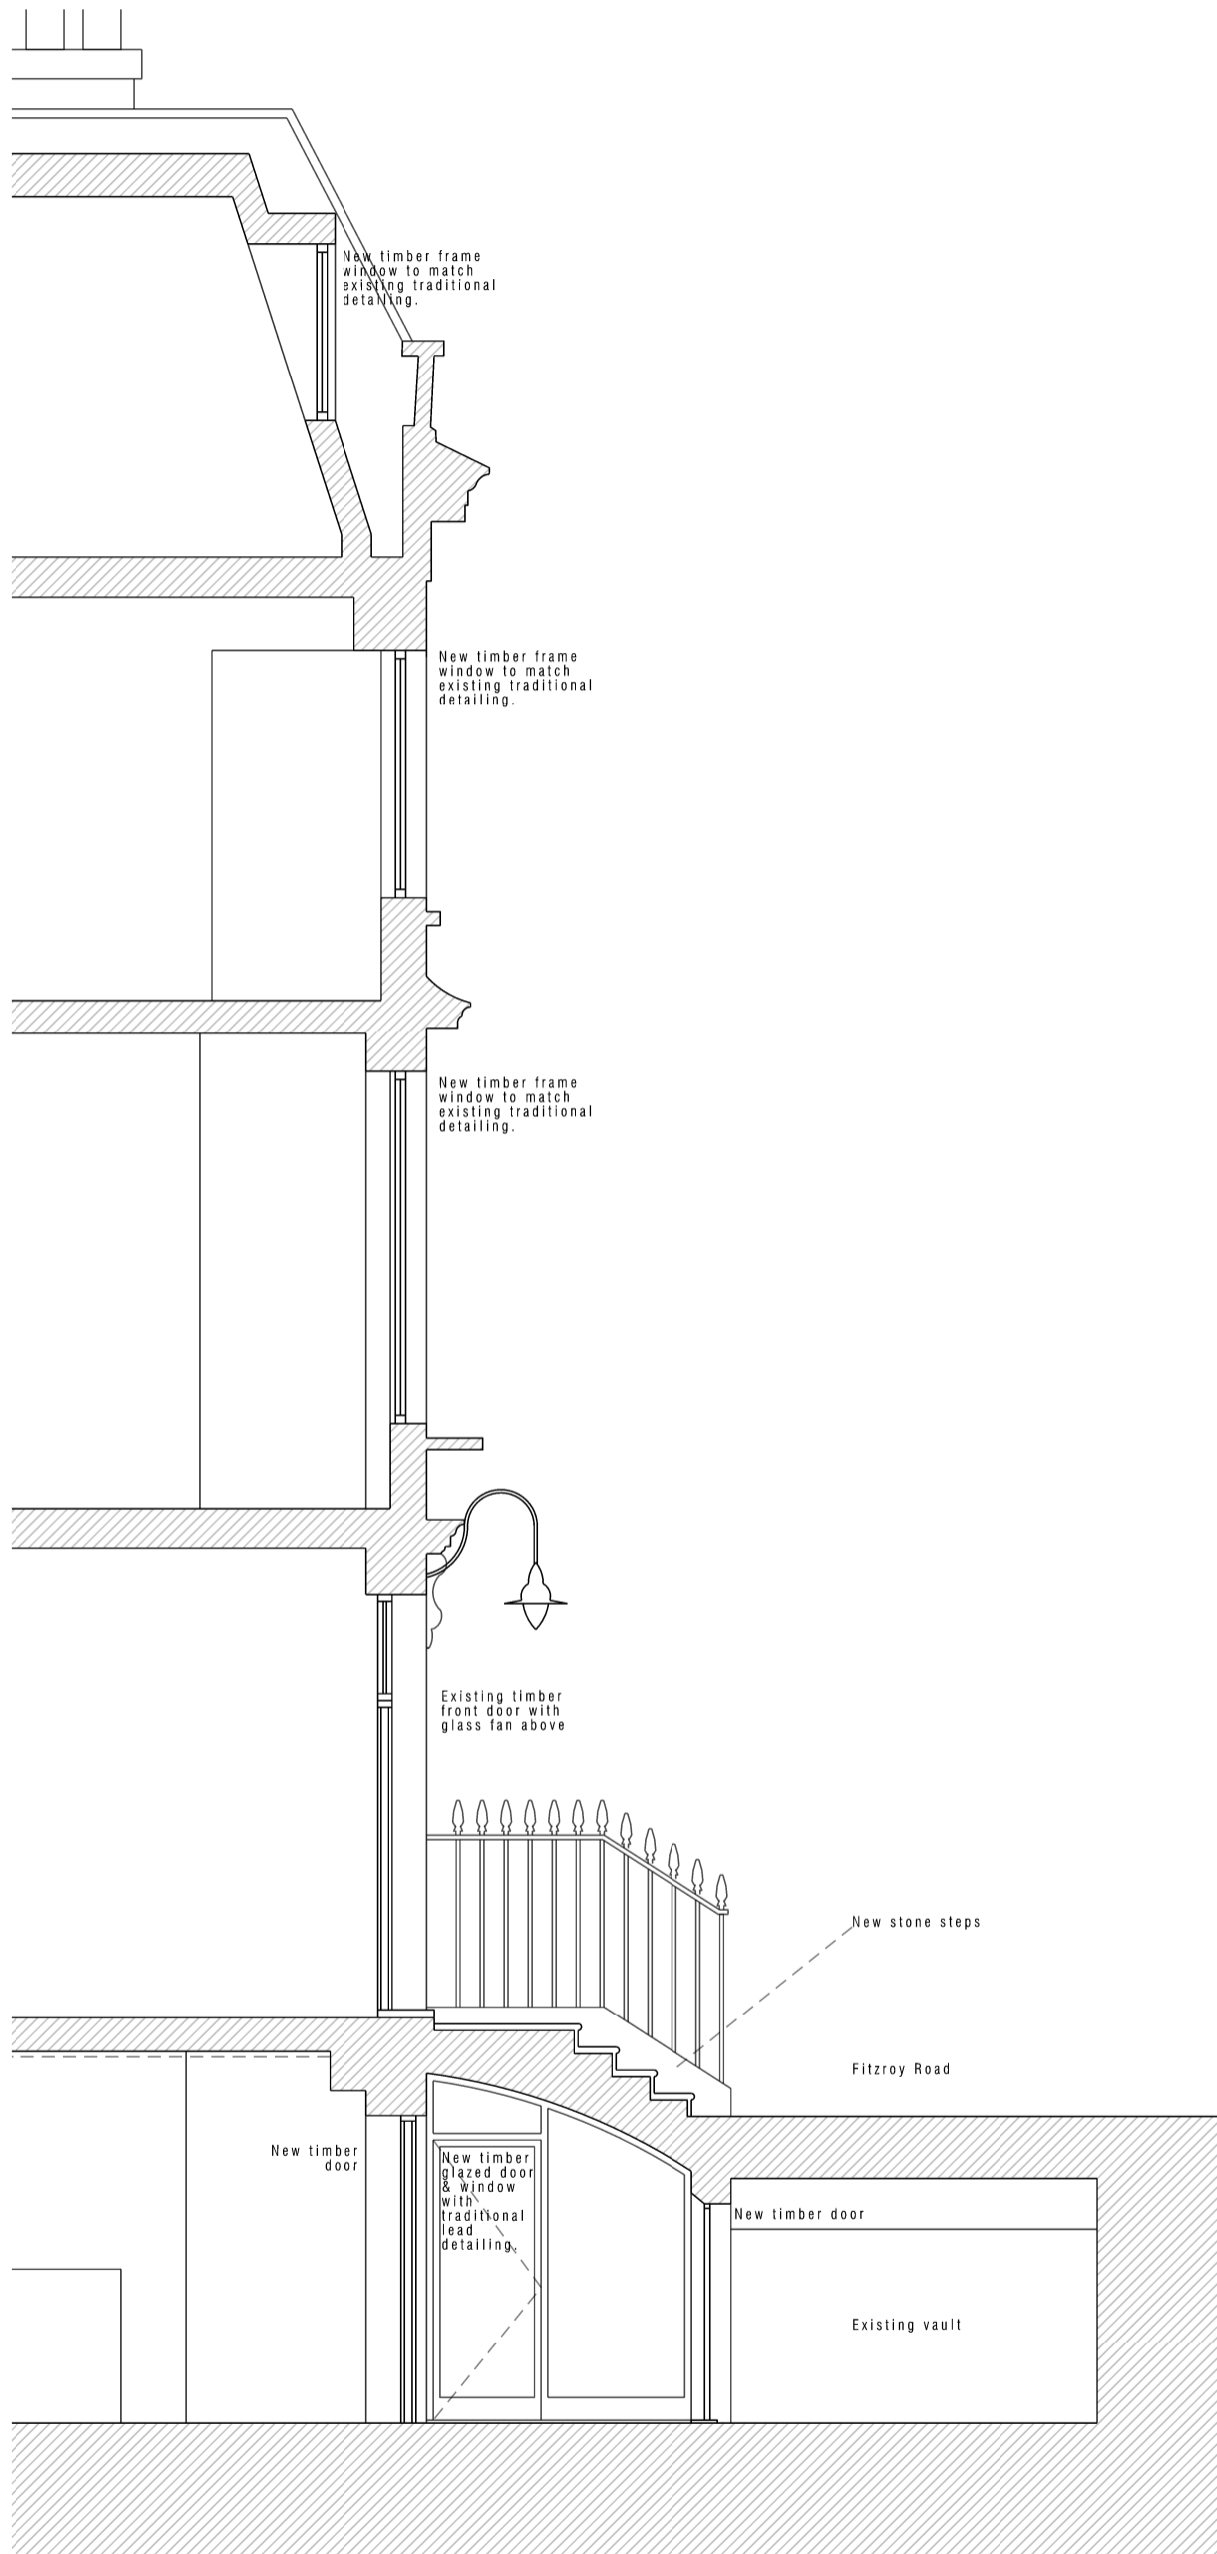 New timber frame
window to match
existing traditional
detailing.
New timber frame
window to match
existing traditional
detailing.
New timber frame
window to match
existing traditional
detailing.
Existing timber
front door with
glass fan above
New stone steps
Fitzroy Road
New timber
door
New timber
glazed door
& window
with
traditional
lead
detailing.
New timber door
Existing vault